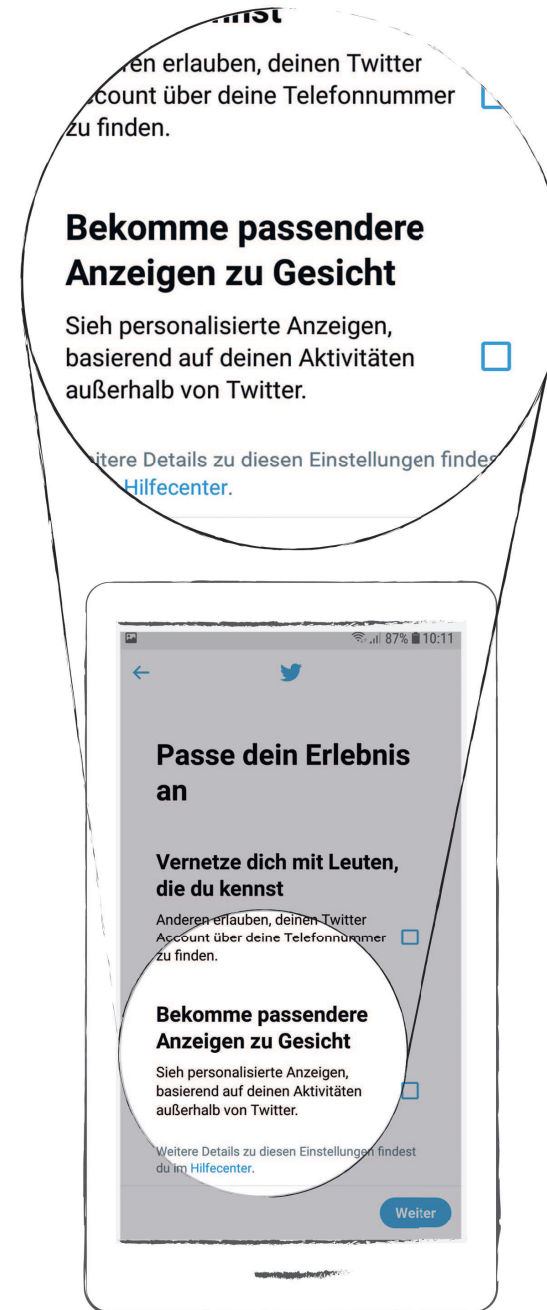 nnst
ren erlauben, deinen Twitter
ccount über deine Telefonnummer
zu finden.
Bekomme passendere
Anzeigen zu Gesicht
Sieh personalisierte Anzeigen,
basierend auf deinen Aktivitäten
außerhalb von Twitter.
itere Details zu diesen Einstellungen findes
Hilfecenter.
87% 10:11
Passe dein Erlebnis
an
Vernetze dich mit Leuten,
die du kennst
Anderen erlauben, deinen Twitter
Account über deine Telefonnummer
zu finden.
Bekomme passendere
Anzeigen zu Gesicht
Sieh personalisierte Anzeigen,
basierend auf deinen Aktivitäten
außerhalb von Twitter.
Weitere Details zu diesen Einstellungen findest
du im Hilfecenter.
Weiter